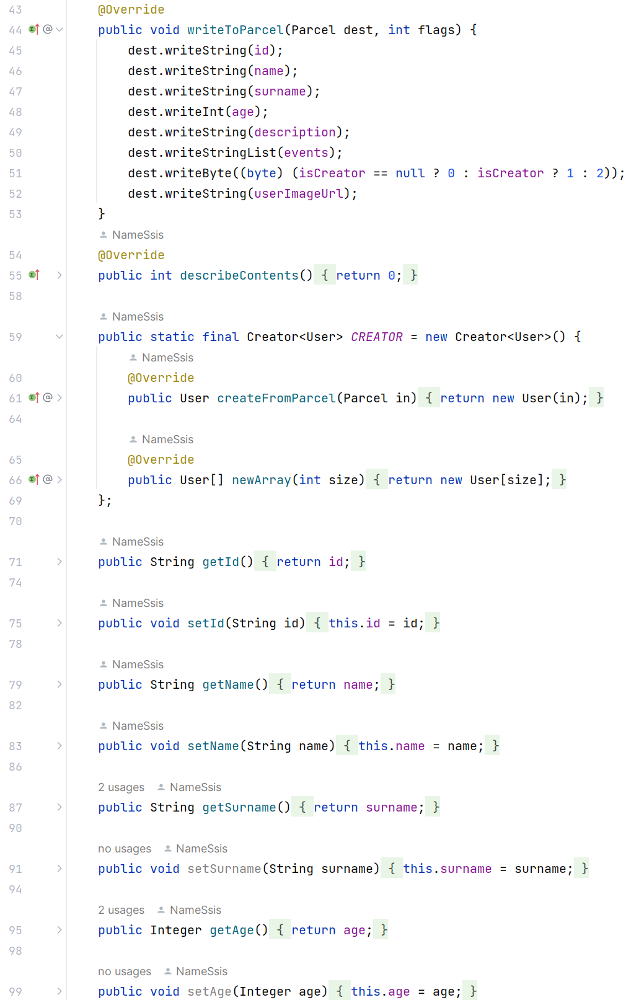 43 @Override
44 @ public void writeToParcel(Parcel dest, int flags) {
45 dest.writeString(id);
46 dest.writeString(name);
47 dest.writeString(surname);
48 dest.writeInt(age);
49 dest.writeString(description);
50 dest.writeStringList(events);
51 dest.writeByte((byte) (isCreator == null ? 0 : isCreator ? 1 : 2));
52 dest.writeString(userImageUrl);
53 }
NameSsis
54 @Override
55 public int describeContents() { return 0; }
58
NameSsis
59 public static final Creator<User> CREATOR = new Creator<User>() {
NameSsis
60 @Override
61 @ public User createFromParcel(Parcel in) { return new User(in); }
64
NameSsis
65 @Override
66 @ public User[] newArray(int size) { return new User[size]; }
69 };
70
NameSsis
71 public String getId() { return id; }
74
NameSsis
75 public void setId(String id) { this.id = id; }
78
NameSsis
79 public String getName() { return name; }
82
NameSsis
83 public void setName(String name) { this.name = name; }
86
2 usages NameSsis
87 public String getSurname() { return surname; }
90
no usages NameSsis
91 public void setSurname(String surname) { this.surname = surname; }
94
2 usages NameSsis
95 public Integer getAge() { return age; }
98
no usages NameSsis
99 public void setAge(Integer age) { this.age = age; }